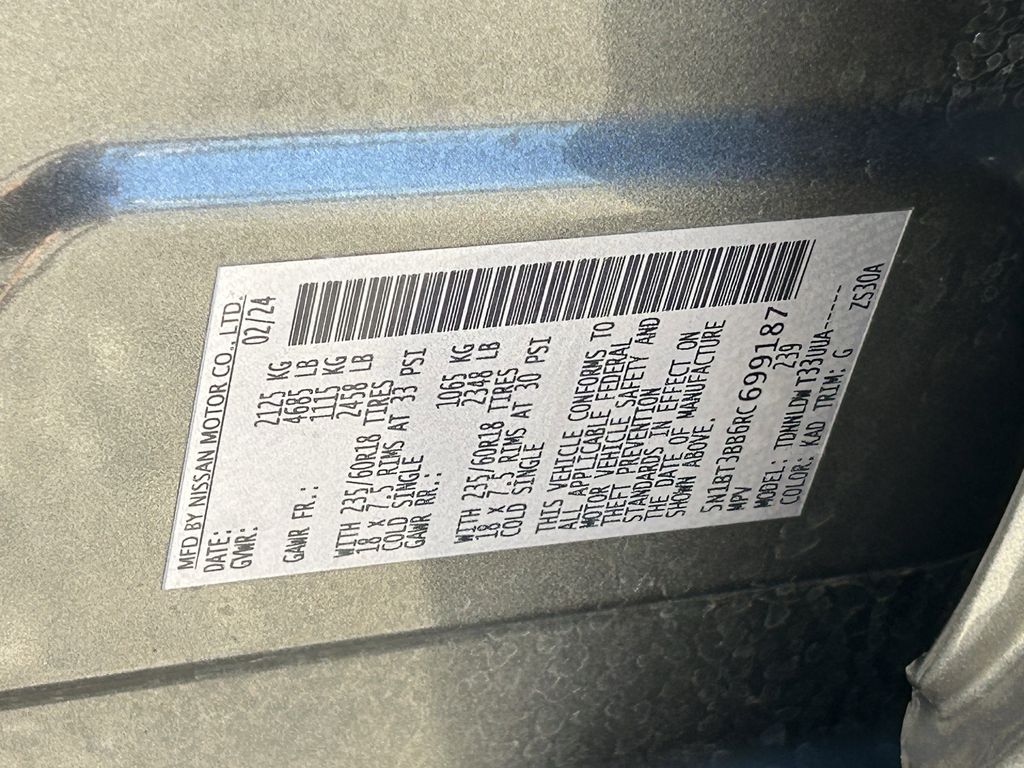 MFD BY NISSAN MOTOR CO., LTD.
DATE: 02/24
GVWR: 2125 KG
4685 LB
GAWR FR.: 1115 KG
2458 LB
WITH 235/60R18 TIRES
18 X 7.5 RIMS AT 33 PSI
COLD SINGLE
GAWR RR.: 1065 KG
2348 LB
WITH 235/60R18 TIRES
18 X 7.5 RIMS AT 30 PSI
COLD SINGLE
THIS VEHICLE CONFORMS TO
ALL APPLICABLE FEDERAL
MOTOR VEHICLE SAFETY AND
THEFT PREVENTION
STANDARDS IN EFFECT ON
THE DATE OF MANUFACTURE
SHOWN ABOVE.
5N1BT3BB6RC699187
MPV 239
MODEL: TDNNNLDWT33UUA------
COLOR: KAD TRIM: G ZS30A